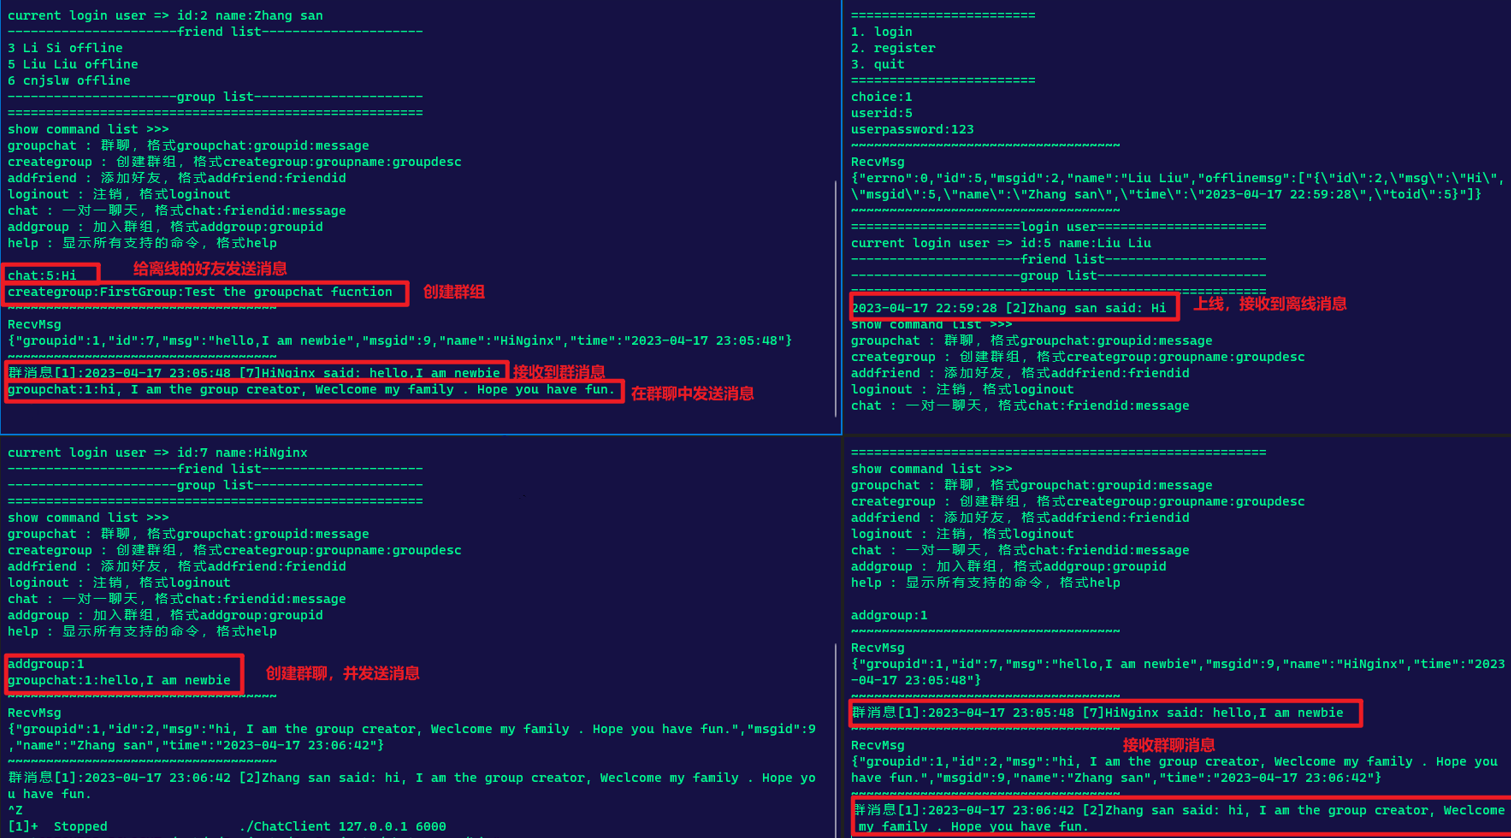 current login user => id:2 name:Zhang san
-----------------------friend list----------------------
3 Li Si offline
5 Liu Liu offline
6 cnjslw offline
-----------------------group list-----------------------
========================================================
show command list >>>
groupchat : 群聊，格式groupchat:groupid:message
creategroup : 创建群组，格式creategroup:groupname:groupdesc
addfriend : 添加好友，格式addfriend:friendid
loginout : 注销，格式loginout
chat : 一对一聊天，格式chat:friendid:message
addgroup : 加入群组，格式addgroup:groupid
help : 显示所有支持的命令，格式help
给离线的好友发送消息
chat:5:Hi
creategroup:FirstGroup:Test the groupchat fucntion
创建群组
~~~~~~~~~~~~~~~~~~~~~~~~~~~~~~~~~~~~
RecvMsg
{"groupid":1,"id":7,"msg":"hello,I am newbie","msgid":9,"name":"HiNginx","time":"2023-04-17 23:05:48"}
~~~~~~~~~~~~~~~~~~~~~~~~~~~~~~~~~~~~
群消息[1]:2023-04-17 23:05:48 [7]HiNginx said: hello,I am newbie
接收到群消息
groupchat:1:hi, I am the group creator, Weclcome my family . Hope you have fun.
在群聊中发送消息
=========================
1. login
2. register
3. quit
=========================
choice:1
userid:5
userpassword:123
~~~~~~~~~~~~~~~~~~~~~~~~~~~~~~~~~~~~
RecvMsg
{"errno":0,"id":5,"msgid":2,"name":"Liu Liu","offlinemsg":["{\"id\":2,\"msg\":\"Hi\",
\"msgid\":5,\"name\":\"Zhang san\",\"time\":\"2023-04-17 22:59:28\",\"toid\":5}"]}
~~~~~~~~~~~~~~~~~~~~~~~~~~~~~~~~~~~~
=======================login user=======================
current login user => id:5 name:Liu Liu
-----------------------friend list----------------------
-----------------------group list-----------------------
========================================================
2023-04-17 22:59:28 [2]Zhang san said: Hi
上线，接收到离线消息
show command list >>>
groupchat : 群聊，格式groupchat:groupid:message
creategroup : 创建群组，格式creategroup:groupname:groupdesc
addfriend : 添加好友，格式addfriend:friendid
loginout : 注销，格式loginout
chat : 一对一聊天，格式chat:friendid:message
current login user => id:7 name:HiNginx
-----------------------friend list----------------------
-----------------------group list-----------------------
========================================================
show command list >>>
groupchat : 群聊，格式groupchat:groupid:message
creategroup : 创建群组，格式creategroup:groupname:groupdesc
addfriend : 添加好友，格式addfriend:friendid
loginout : 注销，格式loginout
chat : 一对一聊天，格式chat:friendid:message
addgroup : 加入群组，格式addgroup:groupid
help : 显示所有支持的命令，格式help
addgroup:1
创建群聊，并发送消息
groupchat:1:hello,I am newbie
~~~~~~~~~~~~~~~~~~~~~~~~~~~~~~~~~~~~
RecvMsg
{"groupid":1,"id":2,"msg":"hi, I am the group creator, Weclcome my family . Hope you have fun.","msgid":9
,"name":"Zhang san","time":"2023-04-17 23:06:42"}
~~~~~~~~~~~~~~~~~~~~~~~~~~~~~~~~~~~~
群消息[1]:2023-04-17 23:06:42 [2]Zhang san said: hi, I am the group creator, Weclcome my family . Hope yo
u have fun.
^Z
[1]+  Stopped                 ./ChatClient 127.0.0.1 6000
========================================================
show command list >>>
groupchat : 群聊，格式groupchat:groupid:message
creategroup : 创建群组，格式creategroup:groupname:groupdesc
addfriend : 添加好友，格式addfriend:friendid
loginout : 注销，格式loginout
chat : 一对一聊天，格式chat:friendid:message
addgroup : 加入群组，格式addgroup:groupid
help : 显示所有支持的命令，格式help
addgroup:1
~~~~~~~~~~~~~~~~~~~~~~~~~~~~~~~~~~~~
RecvMsg
{"groupid":1,"id":7,"msg":"hello,I am newbie","msgid":9,"name":"HiNginx","time":"2023
-04-17 23:05:48"}
~~~~~~~~~~~~~~~~~~~~~~~~~~~~~~~~~~~~
群消息[1]:2023-04-17 23:05:48 [7]HiNginx said: hello,I am newbie
~~~~~~~~~~~~~~~~~~~~~~~~~~~~~~~~~~~~
RecvMsg
接收群聊消息
{"groupid":1,"id":2,"msg":"hi, I am the group creator, Weclcome my family . Hope you
have fun.","msgid":9,"name":"Zhang san","time":"2023-04-17 23:06:42"}
~~~~~~~~~~~~~~~~~~~~~~~~~~~~~~~~~~~~
群消息[1]:2023-04-17 23:06:42 [2]Zhang san said: hi, I am the group creator, Weclcome
my family . Hope you have fun.